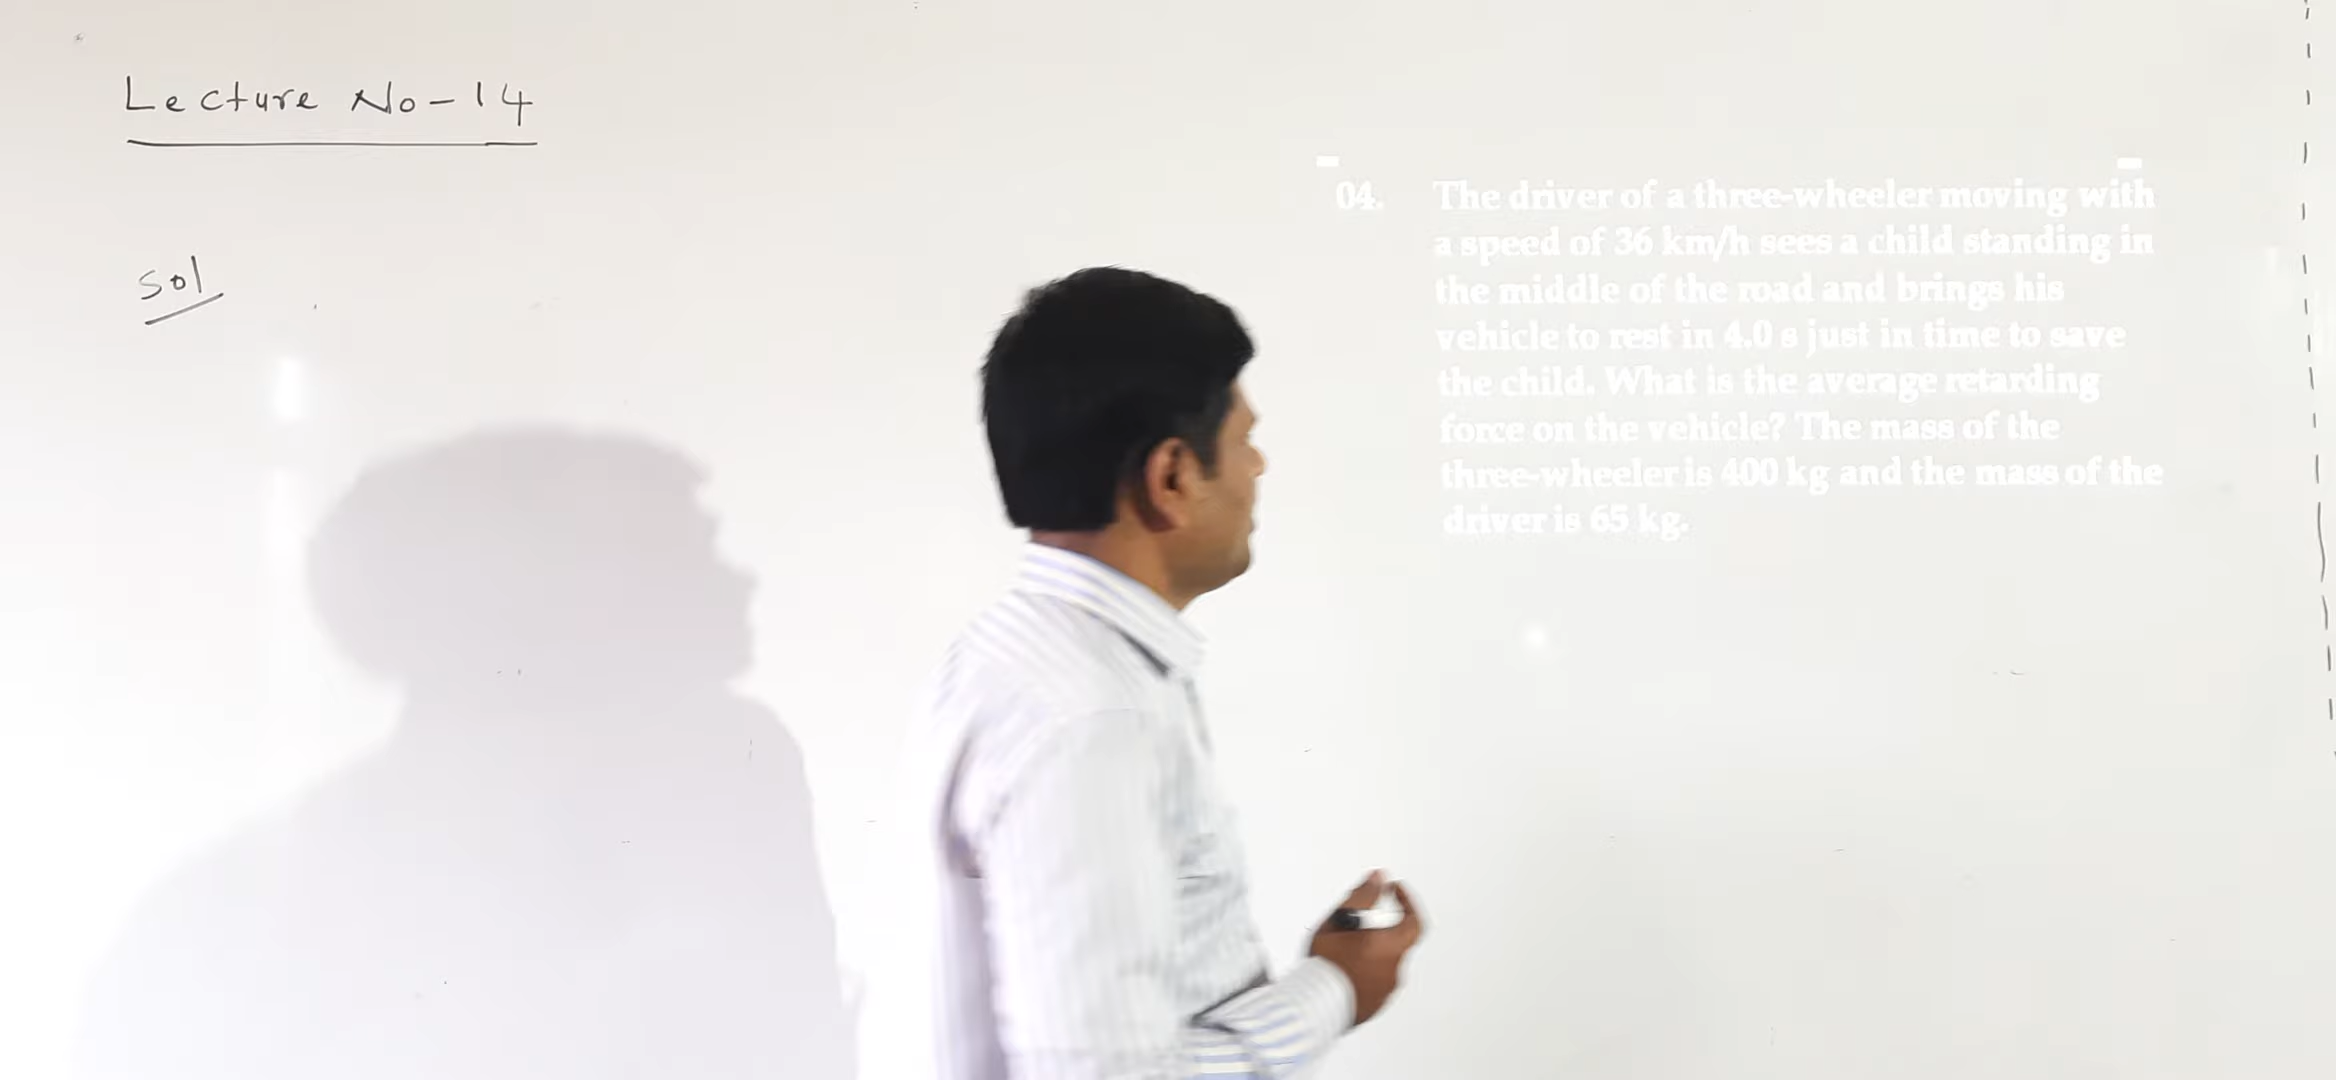 Lecture No-14
Sol
04. The driver of a three-wheeler moving with
a speed of 36 km/h sees a child standing in
the middle of the road and brings his
vehicle to rest in 4.0 s just in time to save
the child. What is the average retarding
force on the vehicle? The mass of the
three-wheeler is 400 kg and the mass of the
driver is 65 kg.